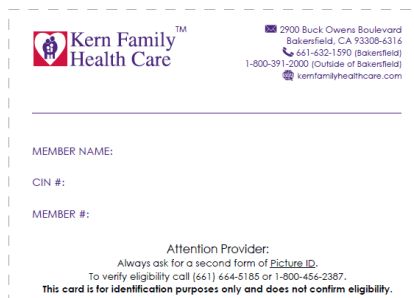 Kern Family™
Health Care
2900 Buck Owens Boulevard
Bakersfield, CA 93308-6316
661-632-1590 (Bakersfield)
1-800-391-2000 (Outside of Bakersfield)
kernfamilyhealthcare.com
MEMBER NAME:
CIN #:
MEMBER #:
Attention Provider:
Always ask for a second form of Picture ID.
To verify eligibility call (661) 664-5185 or 1-800-456-2387.
This card is for identification purposes only and does not confirm eligibility.